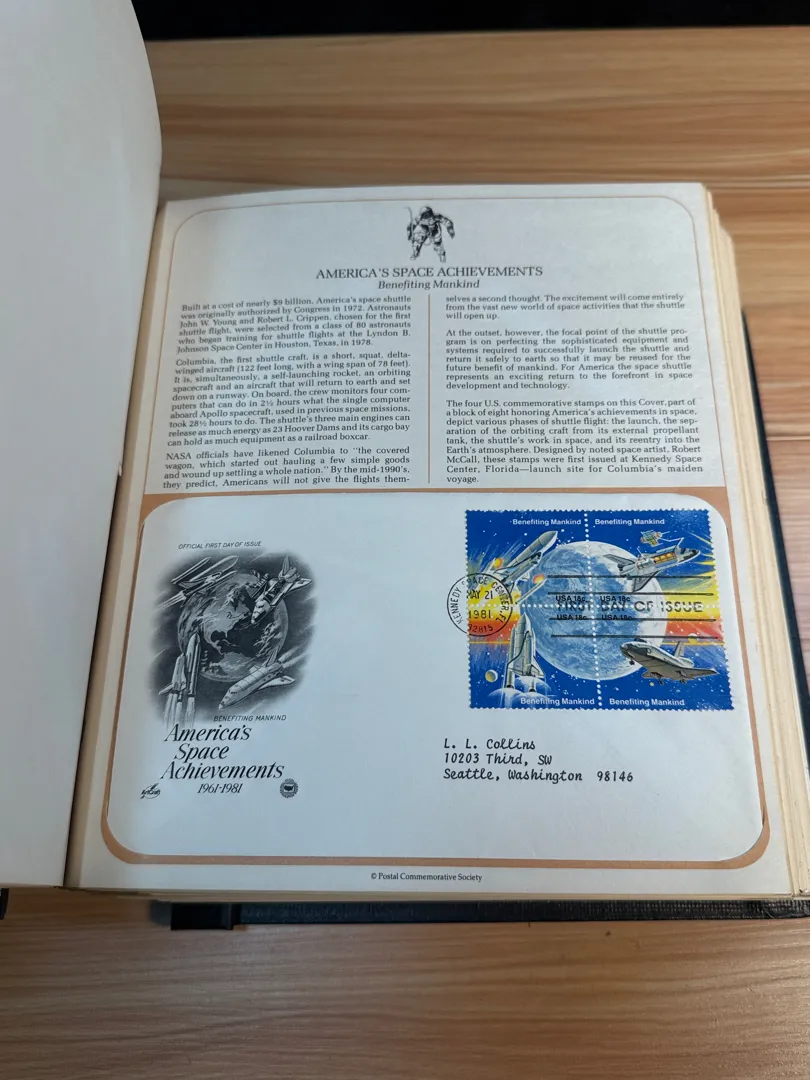 AMERICA'S SPACE ACHIEVEMENTS
Benefiting Mankind
Built at a cost of nearly $9 billion, America's space shuttle
was originally authorized by Congress in 1972. Astronauts
John W. Young and Robert L. Crippen, chosen for the first
shuttle flight, were selected from a class of 80 astronauts
who began training for shuttle flights at the Lyndon B.
Johnson Space Center in Houston, Texas, in 1978.
Columbia, the first shuttle craft, is a short, squat, delta-
winged aircraft (122 feet long, with a wing span of 78 feet).
It is, simultaneously, a self-launching rocket, an orbiting
spacecraft and an aircraft that will return to earth and set
down on a runway. On board, the crew monitors four com-
puters that can do in 2½ hours what the single computer
aboard Apollo spacecraft, used in previous space missions,
took 28½ hours to do. The shuttle's three main engines can
release as much energy as 23 Hoover Dams and its cargo bay
can hold as much equipment as a railroad boxcar.
NASA officials have likened Columbia to "the covered
wagon, which started out hauling a few simple goods
and wound up settling a whole nation." By the mid-1990's,
they predict, Americans will not give the flights them-
selves a second thought. The excitement will come entirely
from the vast new world of space activities that the shuttle
will open up.
At the outset, however, the focal point of the shuttle pro-
gram is on perfecting the sophisticated equipment and
systems required to successfully launch the shuttle and
return it safely to earth so that it may be reused for the
future benefit of mankind. For America the space shuttle
represents an exciting return to the forefront in space
development and technology.
The four U.S. commemorative stamps on this Cover, part of
a block of eight honoring America's achievements in space,
depict various phases of shuttle flight: the launch, the sep-
aration of the orbiting craft from its external propellant
tank, the shuttle's work in space, and its reentry into the
Earth's atmosphere. Designed by noted space artist, Robert
McCall, these stamps were first issued at Kennedy Space
Center, Florida—launch site for Columbia's maiden
voyage.
OFFICIAL FIRST DAY OF ISSUE
BENEFITING MANKIND
America's
Space
Achievements
1961-1981
ArtCraft
Benefiting Mankind
Benefiting Mankind
KENNEDY SPACE CENTER, FL
MAY 21
1981
32815
USA 18c
USA 18c
FIRST DAY OF ISSUE
USA 18c
USA 18c
Benefiting Mankind
Benefiting Mankind
L. L. Collins
10203 Third, SW
Seattle, Washington 98146
© Postal Commemorative Society